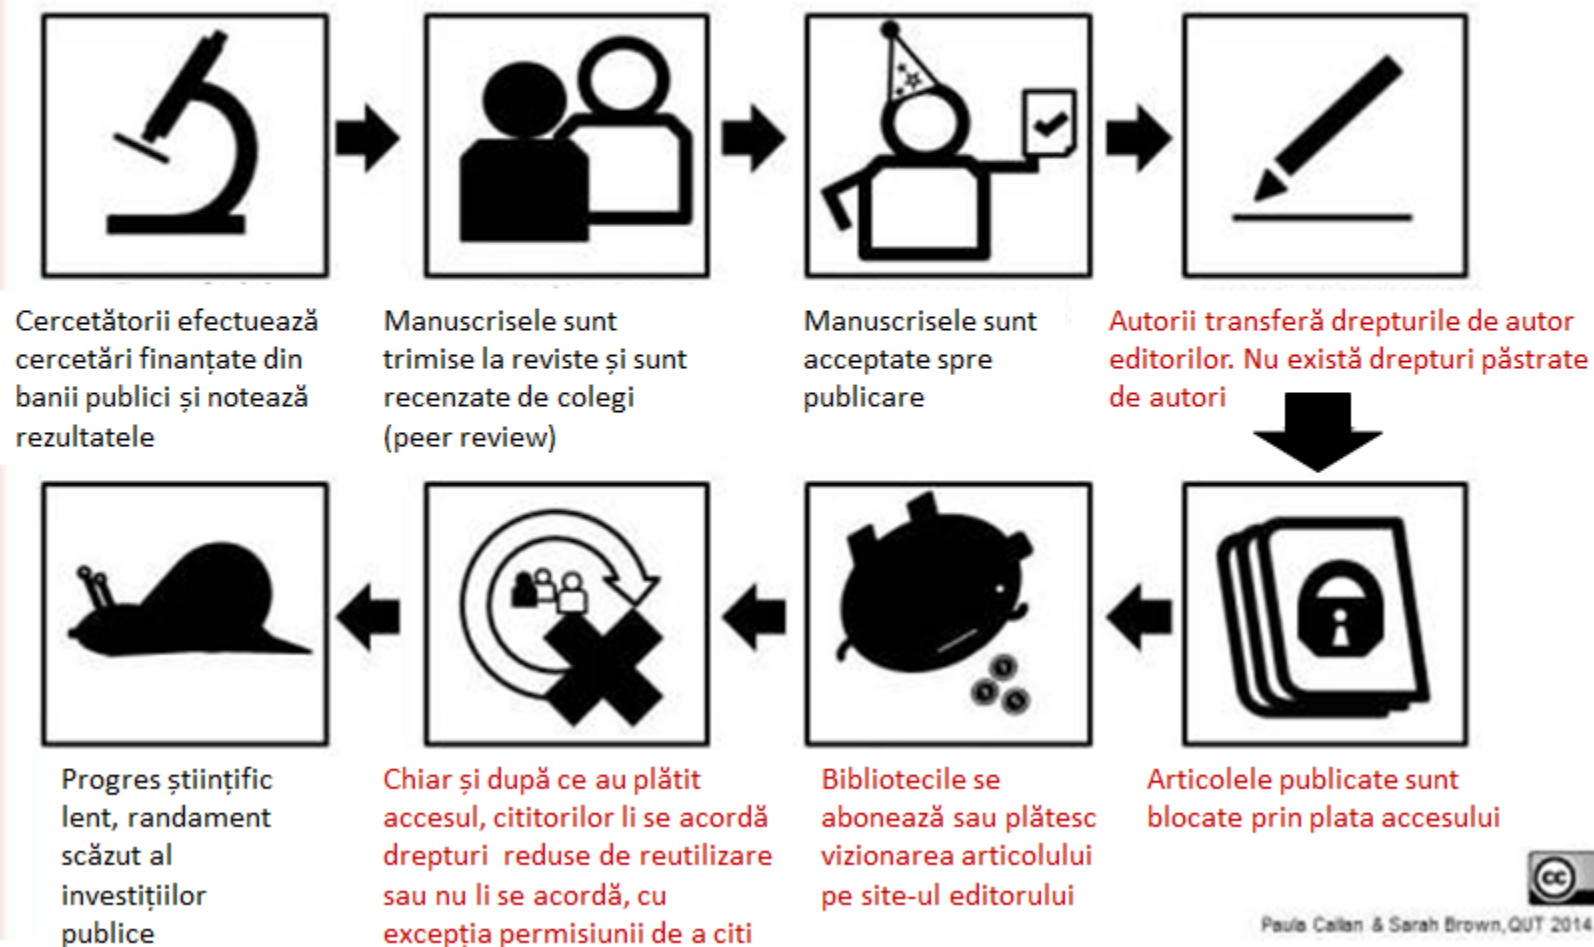 Cercetătorii efectuează
cercetări finanțate din
banii publici și notează
rezultatele
Manuscrisele sunt
trimise la reviste și sunt
recenzate de colegi
(peer review)
Manuscrisele sunt
acceptate spre
publicare
Autorii transferă drepturile de autor
editorilor. Nu există drepturi păstrate
de autori
Articolele publicate sunt
blocate prin plata accesului
Bibliotecile se
abonează sau plătesc
vizionarea articolului
pe site-ul editorului
Chiar și după ce au plătit
accesul, cititorilor li se acordă
drepturi reduse de reutilizare
sau nu li se acordă, cu
excepția permisiunii de a citi
Progres științific
lent, randament
scăzut al
investițiilor
publice
cc
Paula Callan & Sarah Brown, QUT 2014